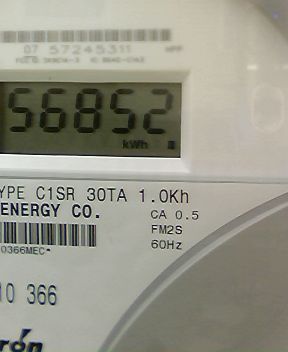 07 57245311
56852
kWh
YPE C1SR 30TA 1.0Kh
ENERGY CO.
CA 0.5
FM2S
60Hz
0366MEC*
10 366
rón